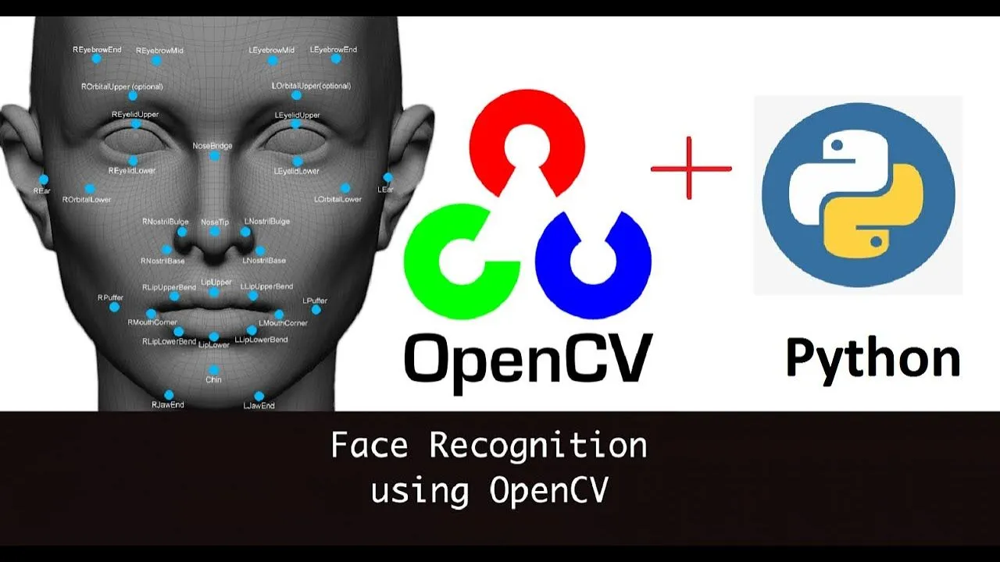 REyebrowEnd
REyebrowMid
LEyebrowMid
LEyebrowEnd
ROrbitalUpper (optional)
LOrbitalUpper(optional)
REyelidUpper
LEyelidUpper
NoseBridge
REyelidLower
LEyelidLower
REar
LEar
ROrbitalLower
LOrbitalLower
RNostrilBulge
NoseTip
LNostrilBulge
RNostrilBase
LNostrilBase
LipUpper
RLipUpperBend
LLipUpperBend
RPuffer
LPuffer
RMouthCorner
LMouthCorner
RLipLowerBend
LipLower
LLipLowerBend
Chin
RJawEnd
LJawEnd
OpenCV
Python
Face Recognition
using OpenCV